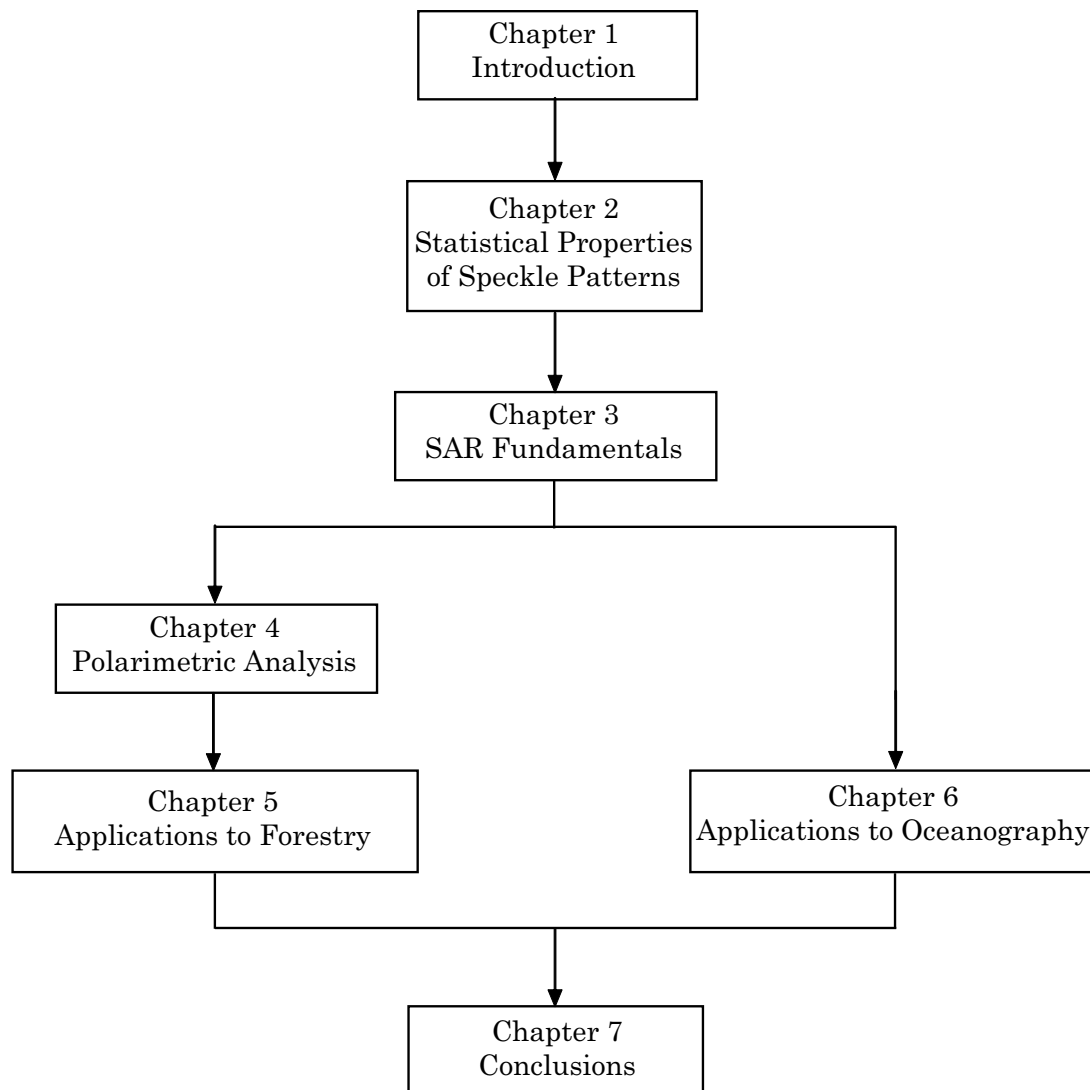 Chapter 1
Introduction
Chapter 2
Statistical Properties
of Speckle Patterns
Chapter 3
SAR Fundamentals
Chapter 4
Polarimetric Analysis
Chapter 5
Applications to Forestry
Chapter 6
Applications to Oceanography
Chapter 7
Conclusions